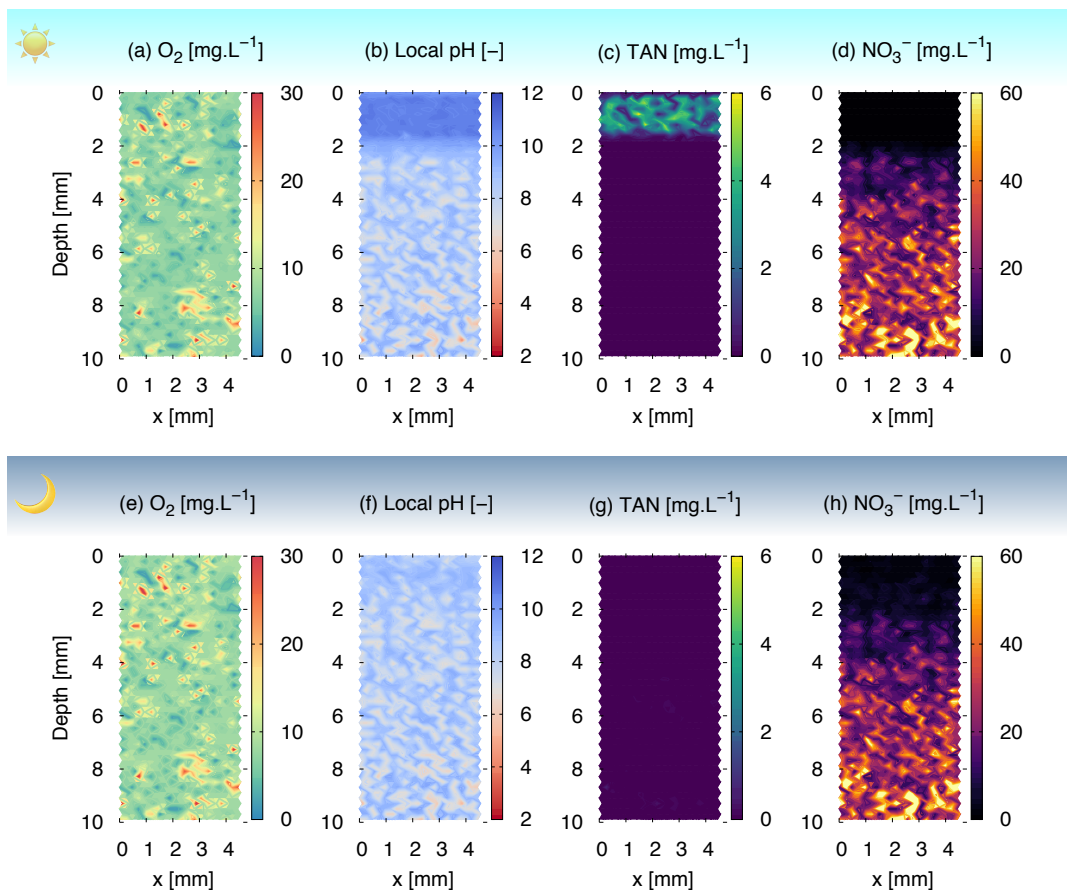 (a) O₂ [mg.L⁻¹] (b) Local pH [−] (c) TAN [mg.L⁻¹] (d) NO₃⁻ [mg.L⁻¹]
0 2 4 6 8 10
Depth [mm]
30 20 10 0
12 10 8 6 4 2
6 4 2 0
60 40 20 0
0 1 2 3 4 0 1 2 3 4 0 1 2 3 4 0 1 2 3 4
x [mm] x [mm] x [mm] x [mm]
(e) O₂ [mg.L⁻¹] (f) Local pH [−] (g) TAN [mg.L⁻¹] (h) NO₃⁻ [mg.L⁻¹]
0 2 4 6 8 10
Depth [mm]
30 20 10 0
12 10 8 6 4 2
6 4 2 0
60 40 20 0
0 1 2 3 4 0 1 2 3 4 0 1 2 3 4 0 1 2 3 4
x [mm] x [mm] x [mm] x [mm]